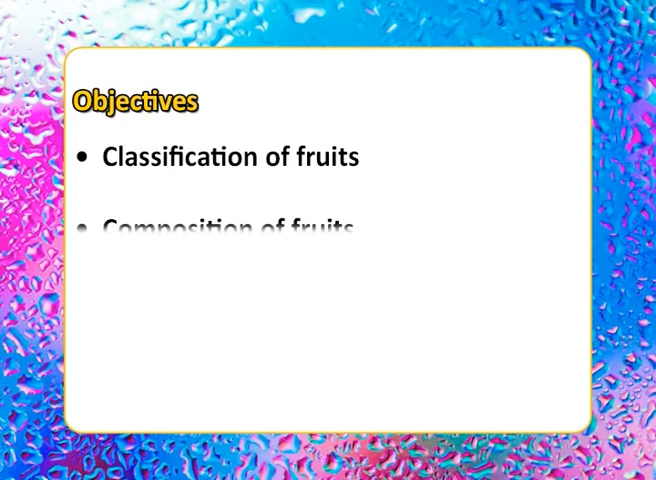 Objectives
• Classification of fruits
• Composition of fruits